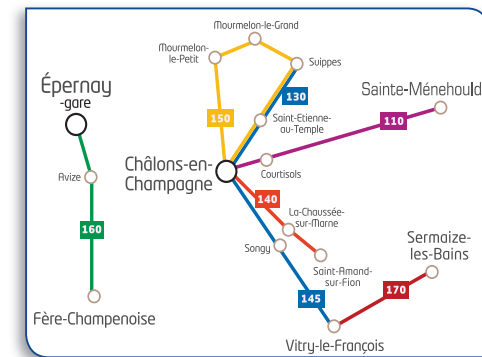 Mourmelon-le-Grand
Mourmelon-
le-Petit
Suippes
Épernay
-gare
130
Sainte-Ménehould
150
110
Saint-Etienne-
au-Temple
Châlons-en-
Champagne
Courtisols
Avize
140
La-Chaussée-
sur-Marne
160
Songy
Sermaize-
les-Bains
Saint-Amand-
sur-Fion
170
145
Fère-Champenoise
Vitry-le-François